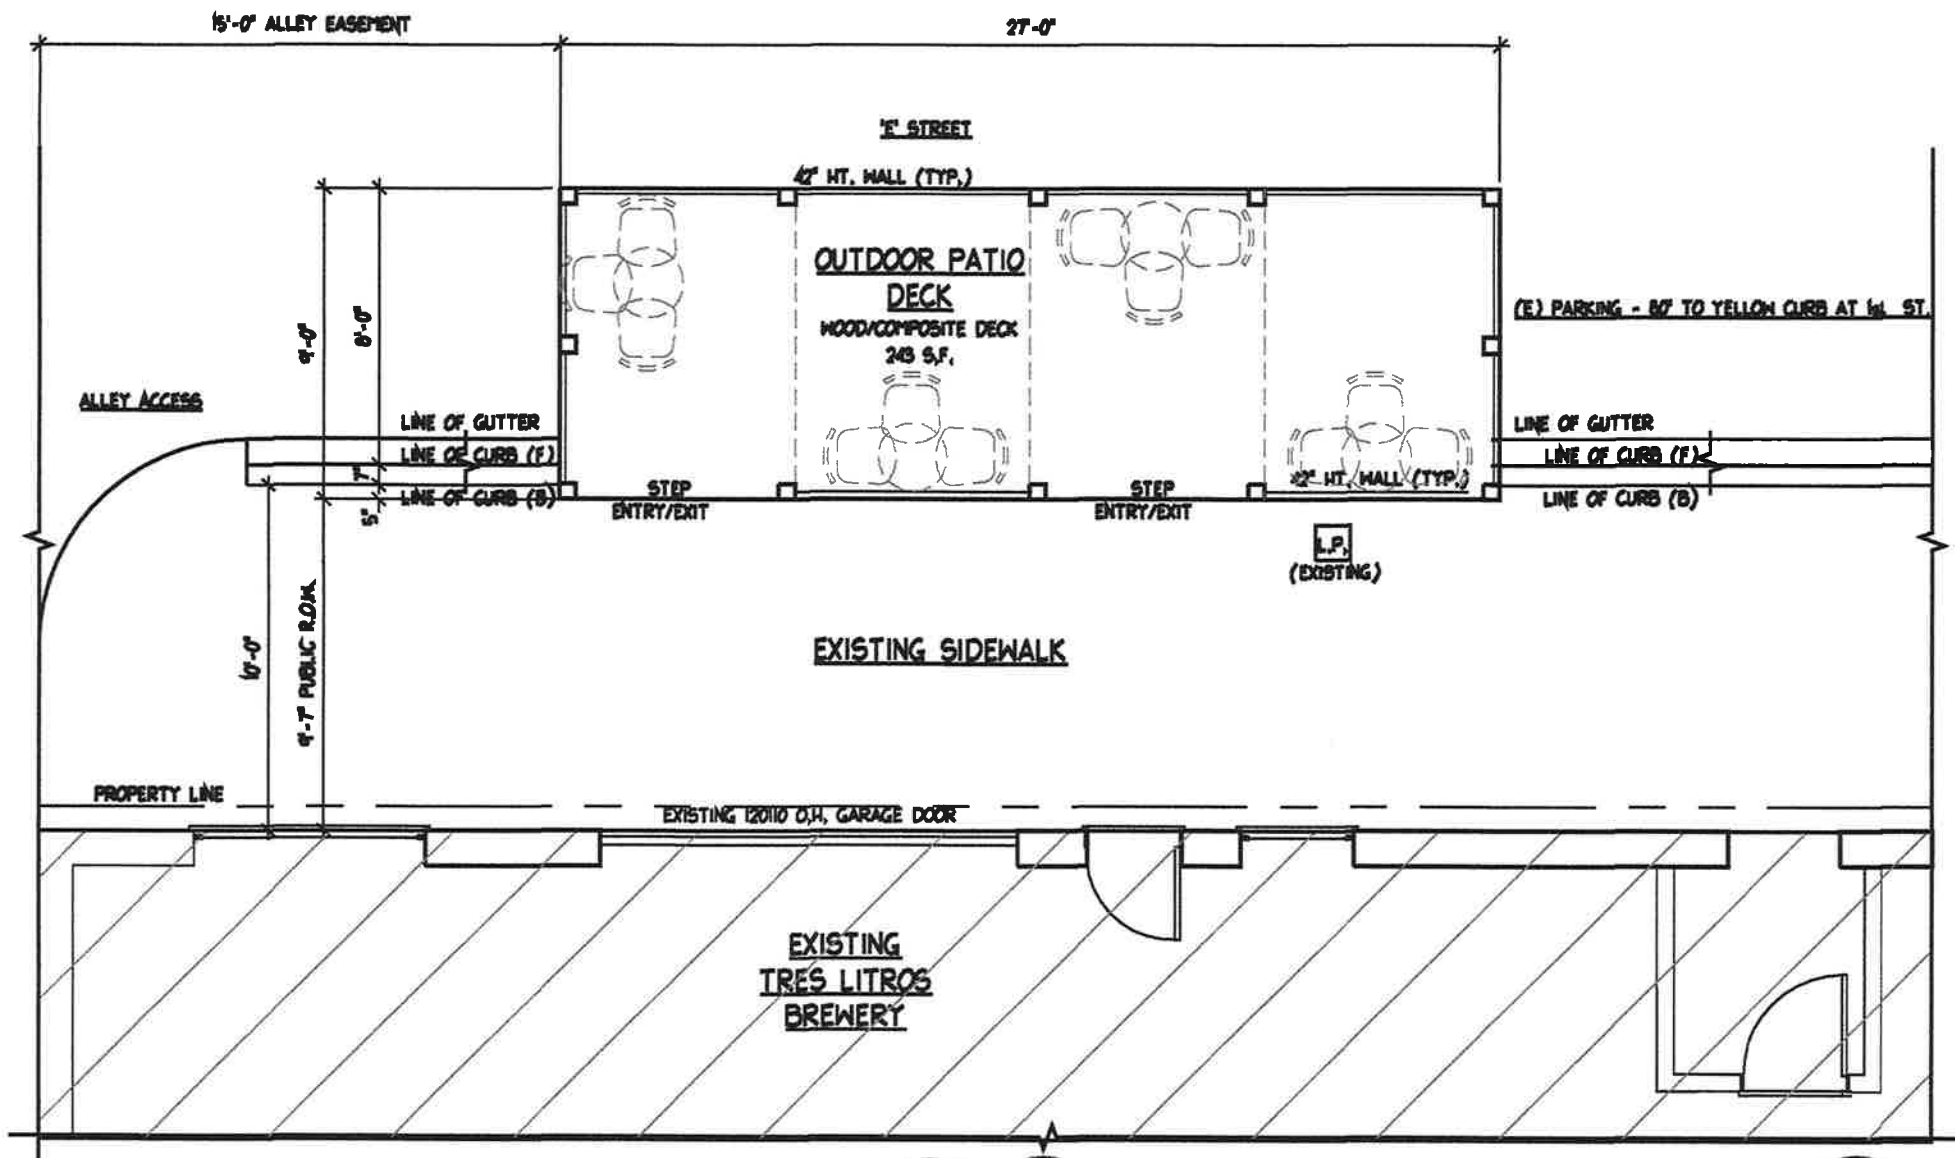 15'-0" ALLEY EASEMENT
27'-0"
'E' STREET
42" HT. WALL (TYP.)
OUTDOOR PATIO
DECK
WOOD/COMPOSITE DECK
243 S.F.
(E) PARKING - 80' TO YELLOW CURB AT 1st. ST.
9'-0"
8'-0"
ALLEY ACCESS
LINE OF GUTTER
LINE OF CURB (F)
7"
LINE OF CURB (B)
5"
LINE OF GUTTER
LINE OF CURB (F)
LINE OF CURB (B)
STEP
ENTRY/EXIT
STEP
ENTRY/EXIT
42" HT. WALL (TYP.)
L.P.
(EXISTING)
10'-0"
9'-7" PUBLIC R.O.W.
EXISTING SIDEWALK
PROPERTY LINE
EXISTING 120110 O.H. GARAGE DOOR
EXISTING
TRES LITROS
BREWERY